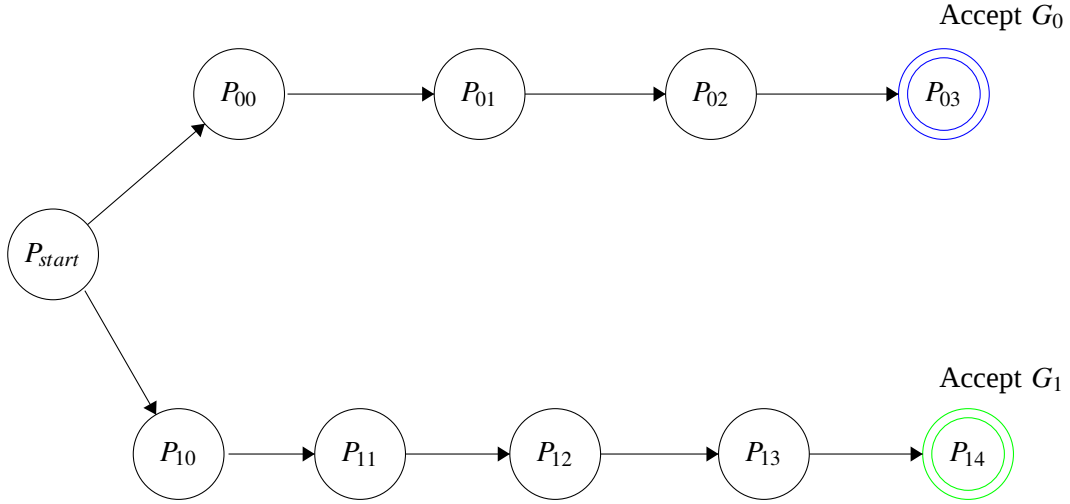 Accept G₀
P₀₀ P₀₁ P₀₂ P₀₃
Pₛₜₐᵣₜ
Accept G₁
P₁₀ P₁₁ P₁₂ P₁₃ P₁₄